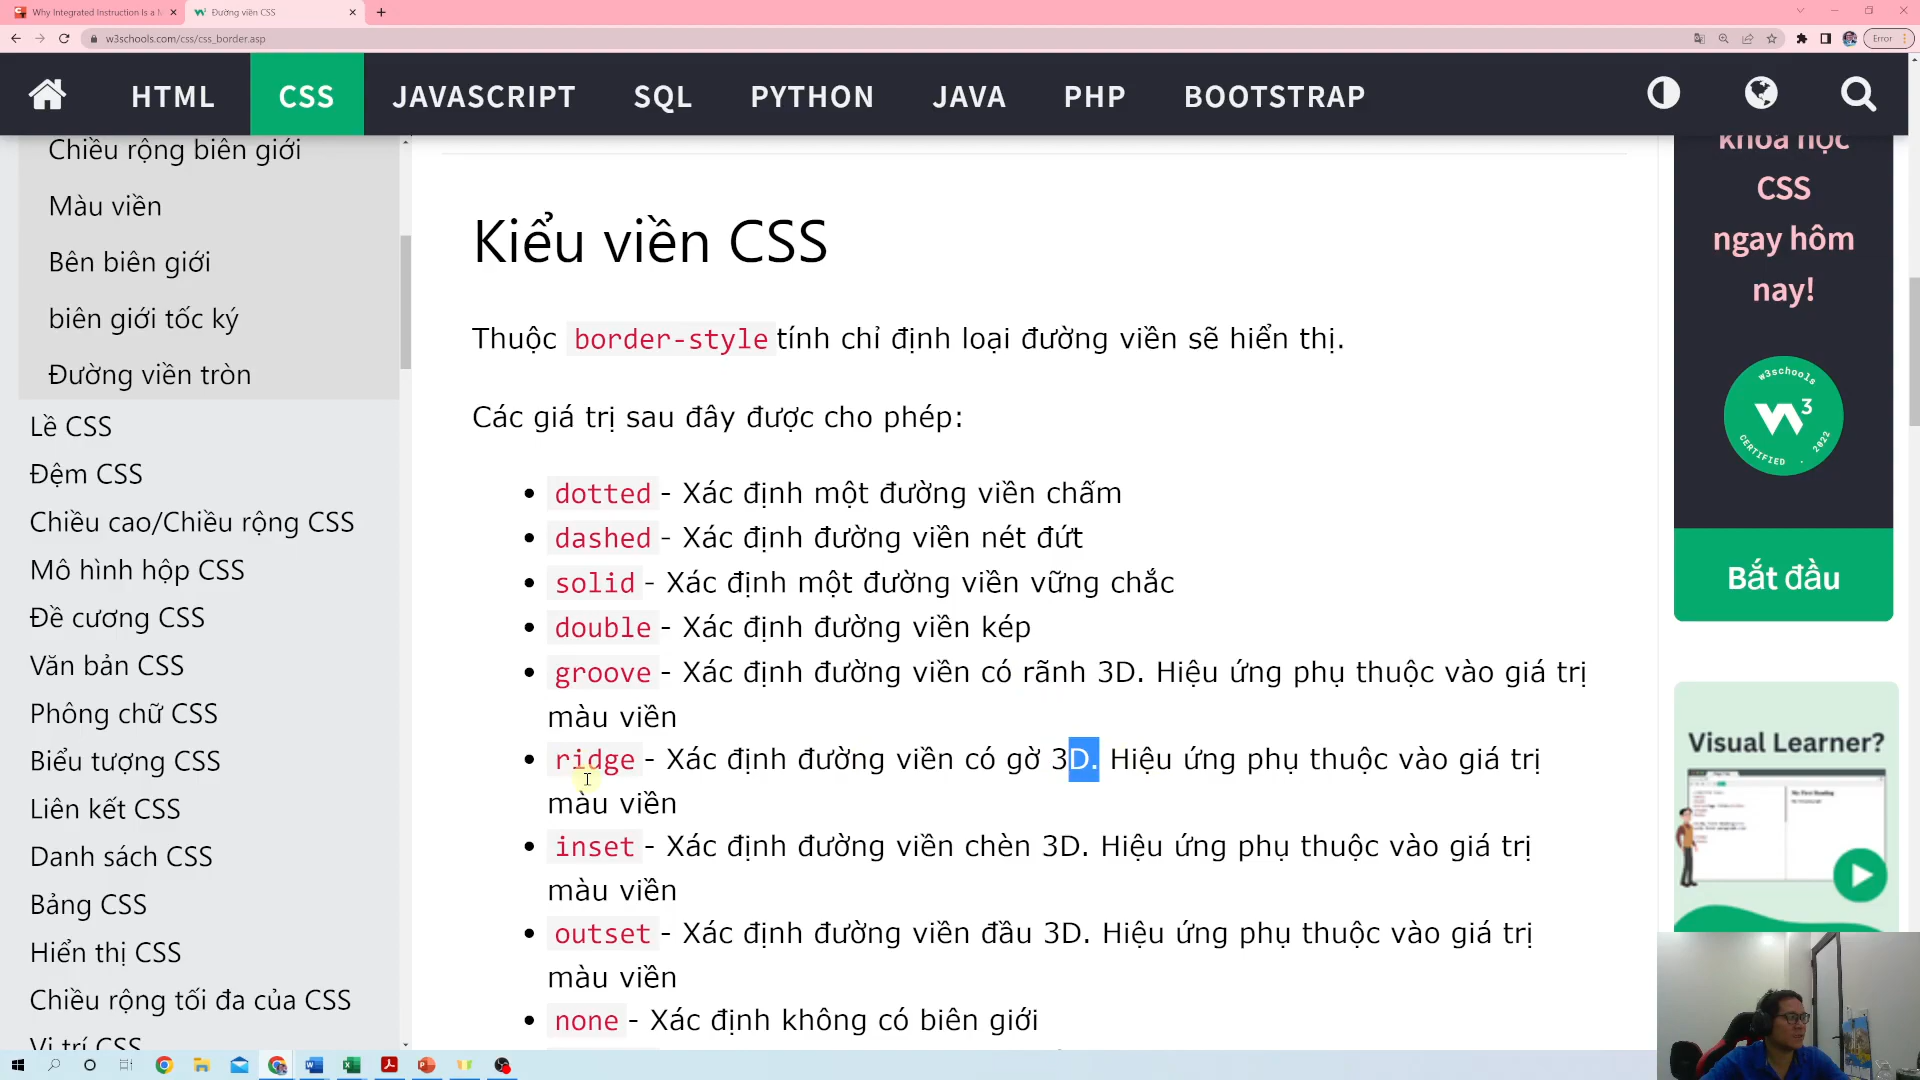 Why Integrated Instruction Is a
Đường viền CSS
w3schools.com/css/css_border.asp
Error
HTML
CSS
JAVASCRIPT
SQL
PYTHON
JAVA
PHP
BOOTSTRAP
Chiều rộng biên giới
Màu viền
Bên biên giới
biên giới tốc ký
Đường viền tròn
Lề CSS
Đệm CSS
Chiều cao/Chiều rộng CSS
Mô hình hộp CSS
Đề cương CSS
Văn bản CSS
Phông chữ CSS
Biểu tượng CSS
Liên kết CSS
Danh sách CSS
Bảng CSS
Hiển thị CSS
Chiều rộng tối đa của CSS
Vị trí CSS
Kiểu viền CSS
Thuộc border-style tính chỉ định loại đường viền sẽ hiển thị.
Các giá trị sau đây được cho phép:
dotted - Xác định một đường viền chấm
dashed - Xác định đường viền nét đứt
solid - Xác định một đường viền vững chắc
double - Xác định đường viền kép
groove - Xác định đường viền có rãnh 3D. Hiệu ứng phụ thuộc vào giá trị
màu viền
ridge - Xác định đường viền có gờ 3D. Hiệu ứng phụ thuộc vào giá trị
màu viền
inset - Xác định đường viền chèn 3D. Hiệu ứng phụ thuộc vào giá trị
màu viền
outset - Xác định đường viền đầu 3D. Hiệu ứng phụ thuộc vào giá trị
màu viền
none - Xác định không có biên giới
khóa học
CSS
ngay hôm
nay!
w3schools
W3
CERTIFIED . 2022
Bắt đầu
Visual Learner?